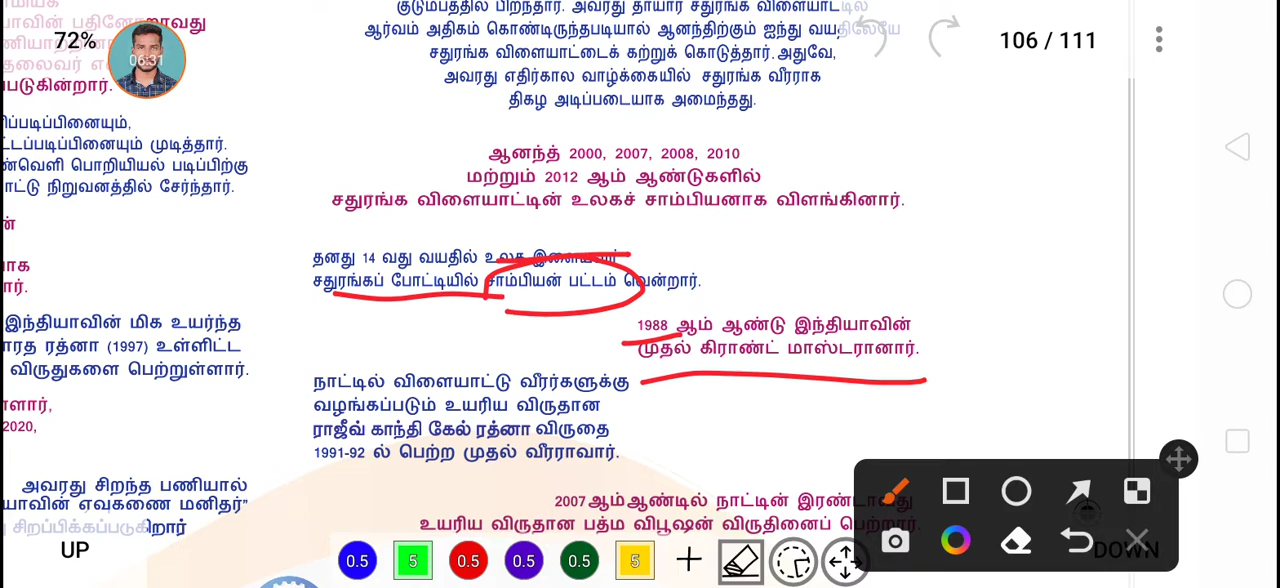 72%
06:31
106 / 111
குடும்பத்தில் பிறந்தார். அவரது தாயார் சதுரங்க விளையாட்டில்
ஆர்வம் அதிகம் கொண்டிருந்தபடியால் ஆனந்திற்கும் ஐந்து வயதிலேயே
சதுரங்க விளையாட்டைக் கற்றுக் கொடுத்தார்.அதுவே,
அவரது எதிர்கால வாழ்க்கையில் சதுரங்க வீரராக
திகழ அடிப்படையாக அமைந்தது.
ஆனந்த் 2000, 2007, 2008, 2010
மற்றும் 2012 ஆம் ஆண்டுகளில்
சதுரங்க விளையாட்டின் உலகச் சாம்பியனாக விளங்கினார்.
தனது 14 வது வயதில் உலக இளையவர்
சதுரங்கப் போட்டியில் சாம்பியன் பட்டம் வென்றார்.
1988 ஆம் ஆண்டு இந்தியாவின்
முதல் கிராண்ட் மாஸ்டரானார்.
நாட்டில் விளையாட்டு வீரர்களுக்கு
வழங்கப்படும் உயரிய விருதான
ராஜீவ் காந்தி கேல் ரத்னா விருதை
1991-92 ல் பெற்ற முதல் வீரராவார்.
2007ஆம்ஆண்டில் நாட்டின் இரண்டாவது
உயரிய விருதான பத்ம விபூஷன் விருதினைப் பெற்றார்.
படுகின்றார்.
ப்படிப்பினையும்,
ட்டப்படிப்பினையும் முடித்தார்.
ண்வெளி பொறியியல் படிப்பிற்கு
ாட்டு நிறுவனத்தில் சேர்ந்தார்.
இந்தியாவின் மிக உயர்ந்த
ாரத ரத்னா (1997) உள்ளிட்ட
விருதுகளை பெற்றுள்ளார்.
ளார்,
2020,
அவரது சிறந்த பணியால்
யாவின் ஏவுகணை மனிதர்"
சிறப்பிக்கப்படுகிறார்
UP
0.5
5
0.5
0.5
0.5
5
DOWN